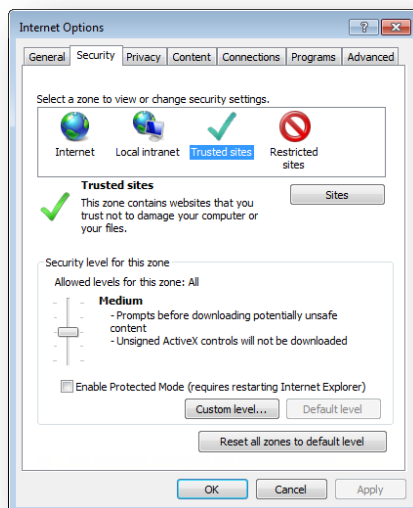 Internet Options
?
General Security Privacy Content Connections Programs Advanced
Select a zone to view or change security settings.
Internet Local intranet Trusted sites Restricted
sites
Trusted sites
Sites
This zone contains websites that you
trust not to damage your computer or
your files.
Security level for this zone
Allowed levels for this zone: All
Medium
- Prompts before downloading potentially unsafe
content
- Unsigned ActiveX controls will not be downloaded
Enable Protected Mode (requires restarting Internet Explorer)
Custom level... Default level
Reset all zones to default level
OK Cancel Apply